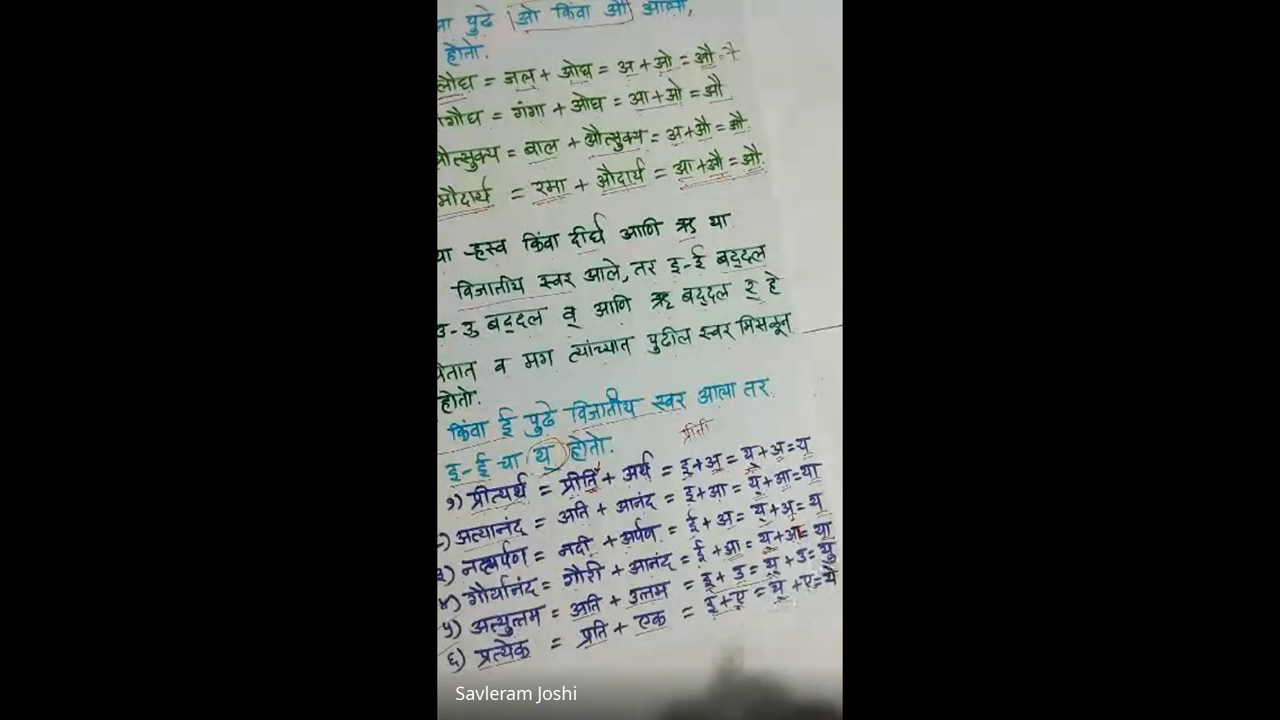 पुढे ओ किंवा औ आला,
होतो.
लौघ = जल + ओघ = अ + ओ = औ
गौघ = गंगा + ओघ = आ + ओ = औ
औत्सुक्य = बाल + औत्सुक्य = अ + औ = औ
मौदार्य = रमा + औदार्य = आ + औ = औ.
या ऱ्हस्व किंवा दीर्घ आणि ऋ या
विजातीय स्वर आले, तर इ-ई बद्दल
उ-उ बद्दल व् आणि ऋ बद्दल र् हे
येतात व मग त्यांच्यात पुढील स्वर मिसळून
होतो.
किंवा ई पुढे विजातीय स्वर आला तर
प्रीती
इ-ई चा य् होतो.
१) प्रीत्यर्थ = प्रीति + अर्थ = इ + अ = य् + अ = य
२) अत्यानंद = अति + आनंद = इ + आ = य् + आ = या
३) नद्यर्पण = नदी + अर्पण = ई + अ = य् + अ = य
४) गौर्यानंद = गौरी + आनंद = ई + आ = य + आ = या
५) अत्युत्तम = अति + उत्तम = इ + उ = य् + उ = यु
६) प्रत्येक = प्रति + एक = इ + ए = य् + ए = ये
Savleram Joshi